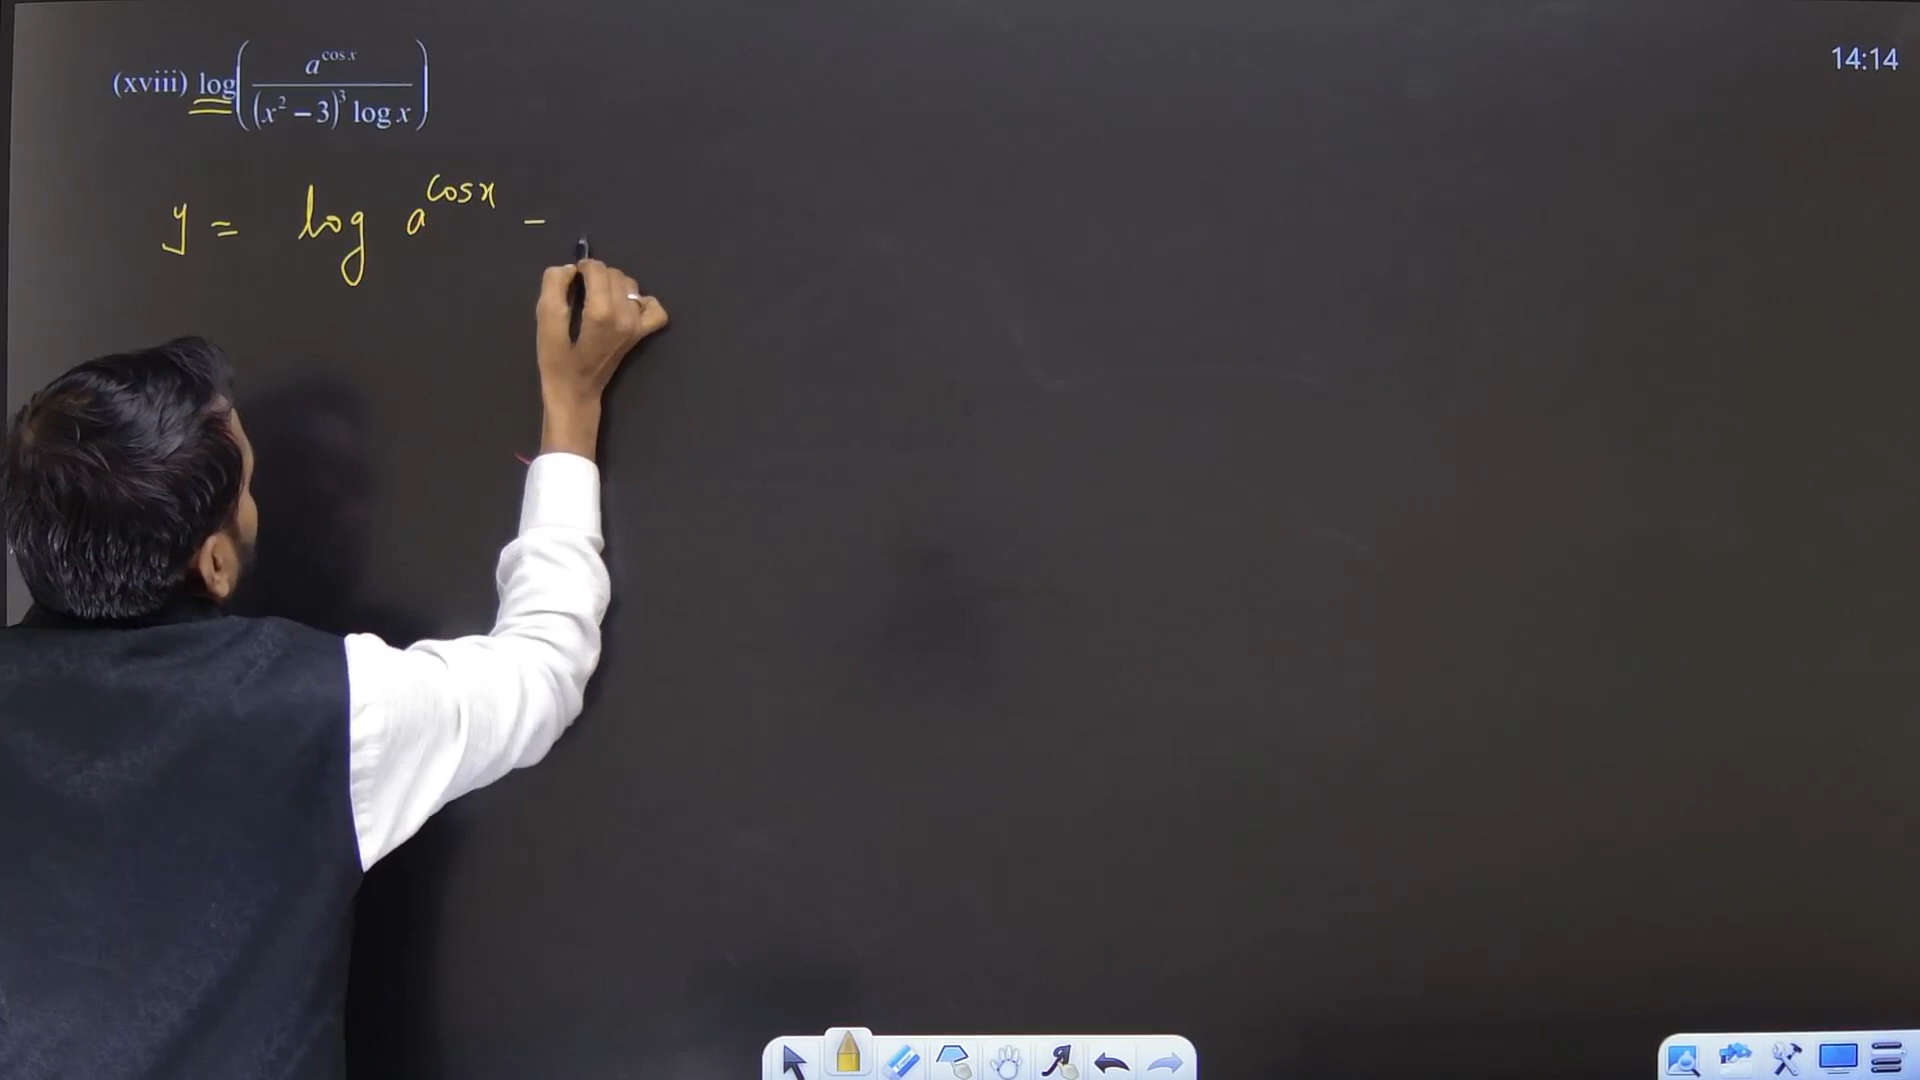 14:14
(xviii) log(a^cos x / (x² − 3)³ log x)
y = log a^cos x −